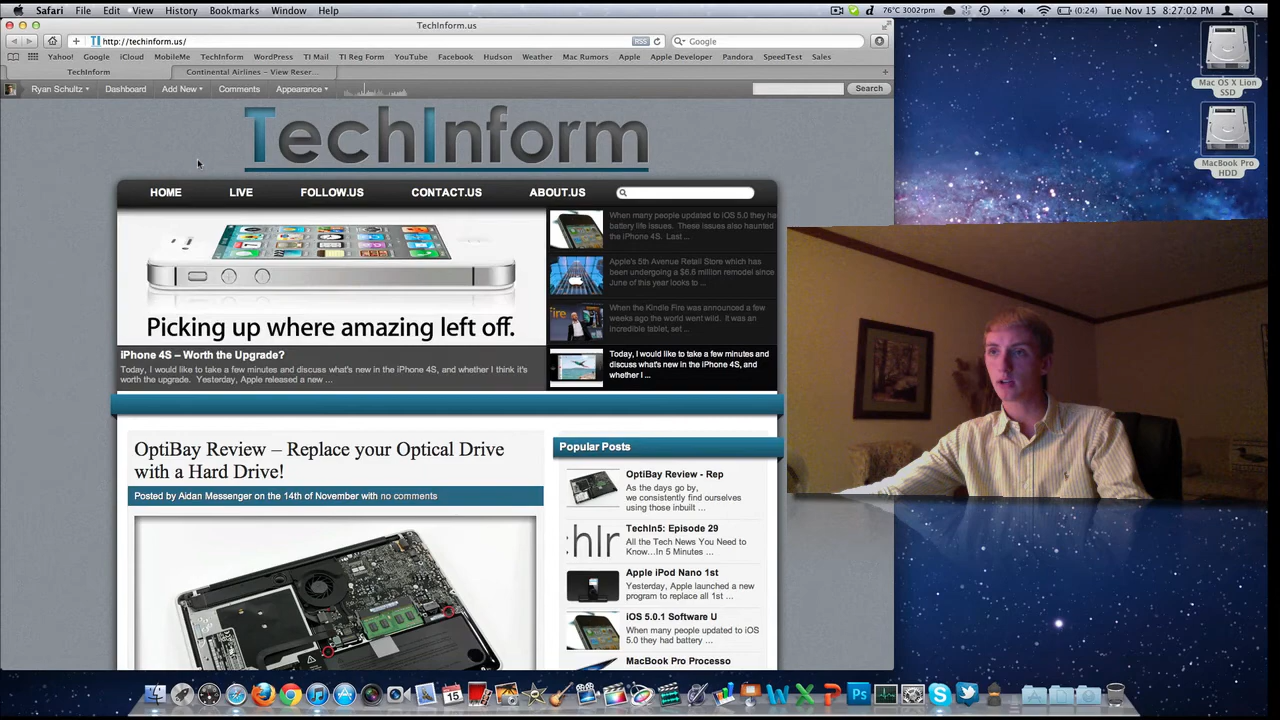 Safari File Edit View History Bookmarks Window Help 76°C 3002rpm (0:24) Tue Nov 15 8:27:02 PM
TechInform.us
http://techinform.us/ RSS Google
Yahoo! Google iCloud MobileMe TechInform WordPress TI Mail TI Reg Form YouTube Facebook Hudson Weather Mac Rumors Apple Apple Developer Pandora SpeedTest Sales
TechInform Continental Airlines – View Reser...
Ryan Schultz Dashboard Add New Comments Appearance Search
Mac OS X Lion
SSD
MacBook Pro
HDD
TechInform
HOME LIVE FOLLOW.US CONTACT.US ABOUT.US
Picking up where amazing left off.
iPhone 4S – Worth the Upgrade?
Today, I would like to take a few minutes and discuss what's new in the iPhone 4S, and whether I think it's
worth the upgrade. Yesterday, Apple released a new ...
When many people updated to iOS 5.0 they ha
battery life issues. These issues also haunted
the iPhone 4S. Last ...
Apple's 5th Avenue Retail Store which has
been undergoing a $6.6 million remodel since
June of this year looks to ...
When the Kindle Fire was announced a few
weeks ago the world went wild. It was an
incredible tablet, set ...
Today, I would like to take a few minutes and
discuss what's new in the iPhone 4S, and
whether I ...
OptiBay Review – Replace your Optical Drive
with a Hard Drive!
Posted by Aidan Messenger on the 14th of November with no comments
Popular Posts
OptiBay Review - Rep
As the days go by,
we consistently find ourselves
using those inbuilt ...
TechIn5: Episode 29
All the Tech News You Need to
Know…In 5 Minutes ...
Apple iPod Nano 1st
Yesterday, Apple launched a new
program to replace all 1st ...
iOS 5.0.1 Software U
When many people updated to iOS
5.0 they had battery ...
MacBook Pro Processo
15